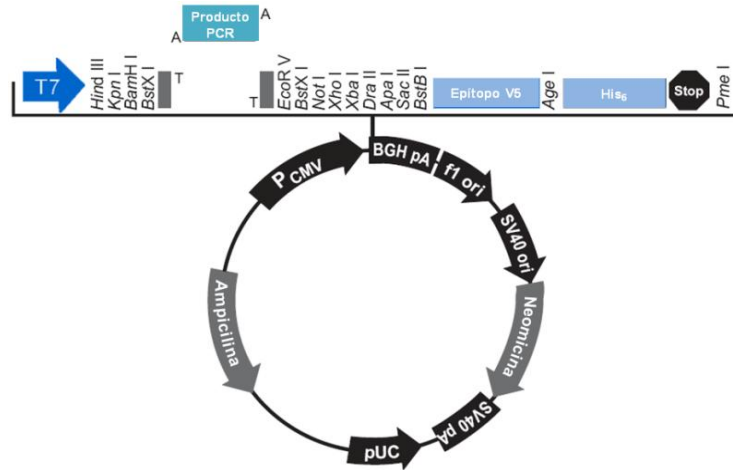 Producto
PCR
A
A
T7
Hind III
Kpn I
BamH I
BstX I
T
T
EcoR V
BstX I
Not I
Xho I
Xba I
Dra II
Apa I
Sac II
BstB I
Epitopo V5
Age I
His₆
Stop
Pme I
P CMV
BGH pA
f1 ori
SV40 ori
Neomicina
SV40 pA
pUC
Ampicilina